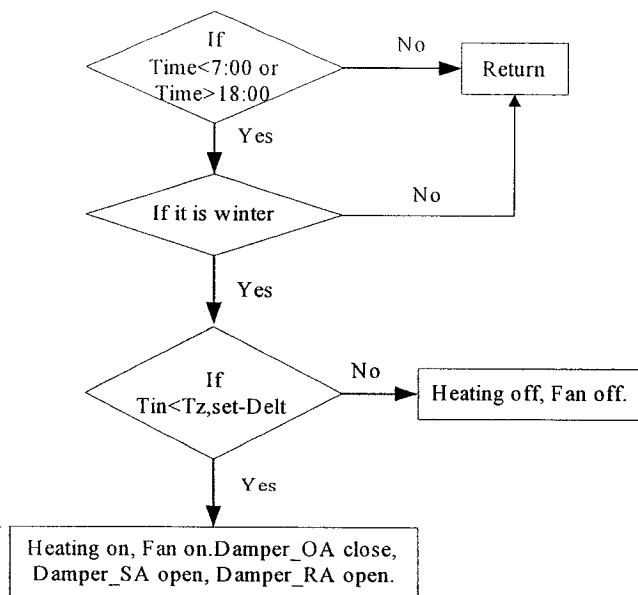 If
Time<7:00 or
Time>18:00
No
Return
Yes
If it is winter
No
Yes
If
Tin<Tz,set-Delt
No
Heating off, Fan off.
Yes
Heating on, Fan on.Damper_OA close,
Damper_SA open, Damper_RA open.